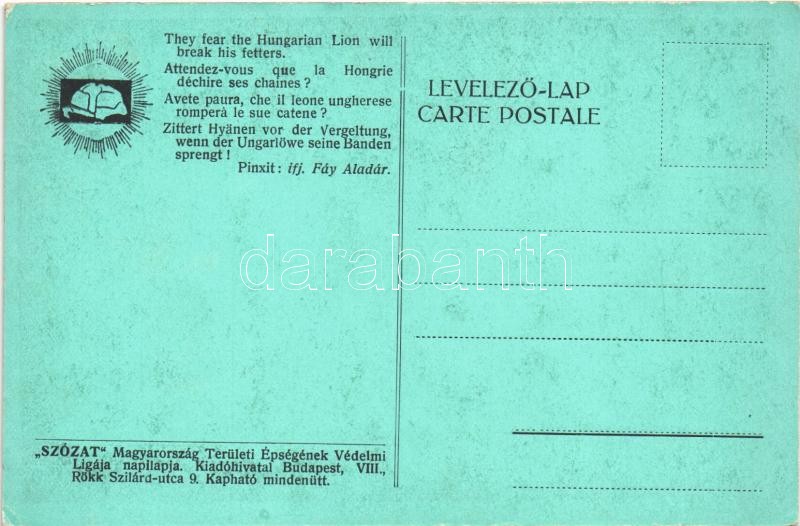 They fear the Hungarian Lion will
break his fetters.
Attendez-vous que la Hongrie
déchire ses chaines ?
Avete paura, che il leone ungherese
romperà le sue catene ?
Zittert Hyänen vor der Vergeltung,
wenn der Ungarlöwe seine Banden
sprengt !
Pinxit : ifj. Fáy Aladár.
„SZÓZAT“ Magyarország Területi Épségének Védelmi
Ligája napilapja. Kiadóhivatal Budapest, VIII.,
Rökk Szilárd-utca 9. Kapható mindenütt.
LEVELEZŐ-LAP
CARTE POSTALE
darabanth